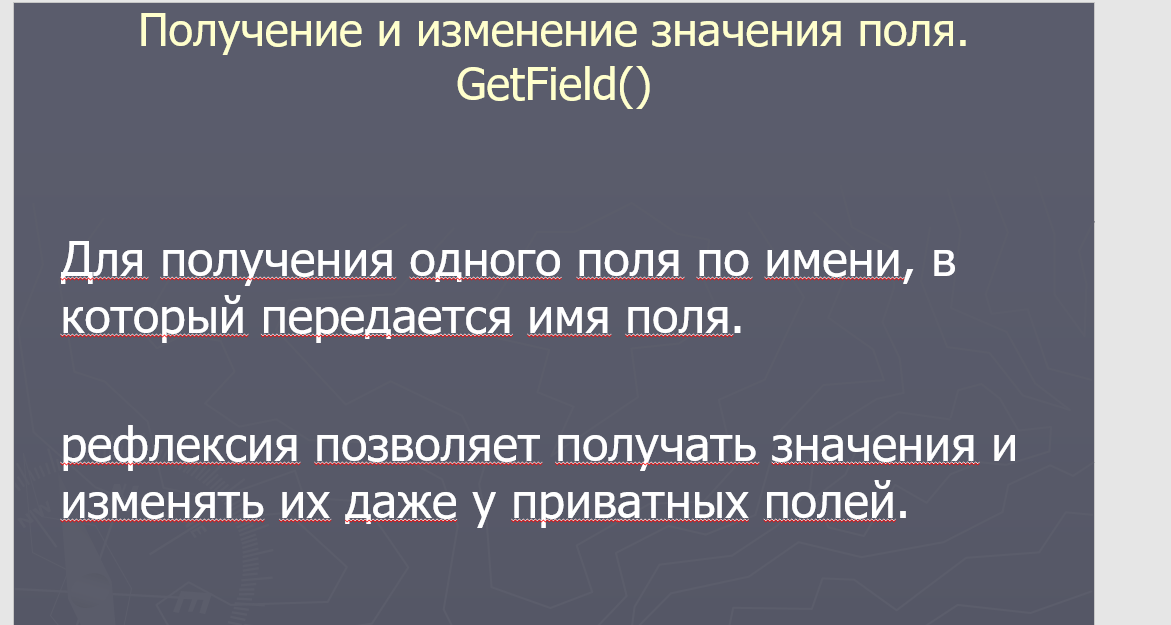 Получение и изменение значения поля.
GetField()
Для получения одного поля по имени, в
который передается имя поля.
рефлексия позволяет получать значения и
изменять их даже у приватных полей.